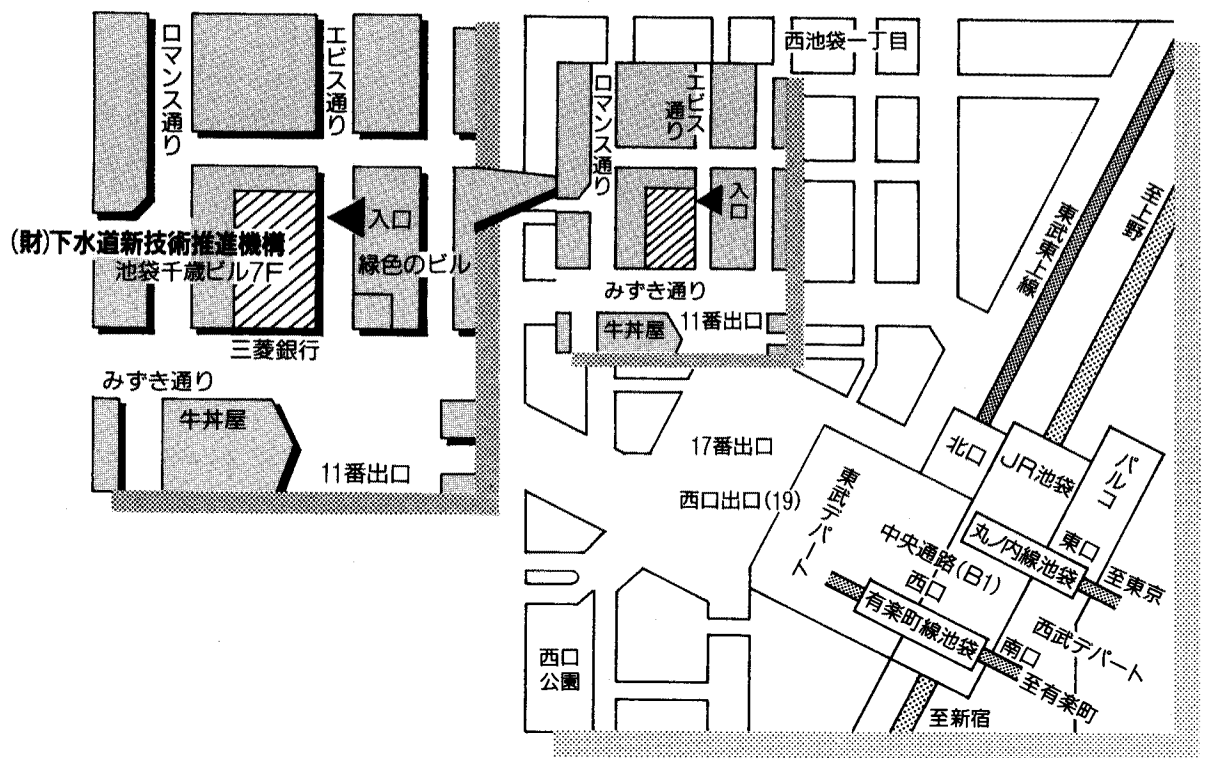 ロマンス通り
エビス通り
入口
(財)下水道新技術推進機構
池袋千歳ビル7F
緑色のビル
三菱銀行
みずき通り
牛丼屋
11番出口
西池袋一丁目
ロマンス通り
エビス
通り
入口
みずき通り
牛丼屋
11番出口
東武東上線
至上野
17番出口
西口出口(19)
東武デパート
北口
JR池袋
パルコ
中央通路(B1)
西口
丸ノ内線池袋
東口
至東京
有楽町線池袋
南口
西武デパート
至有楽町
至新宿
西口
公園